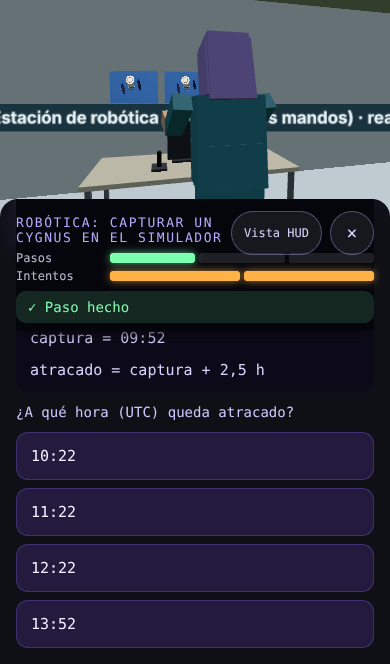 Estación de robótica s mandos) · rea
ROBÓTICA: CAPTURAR UN
CYGNUS EN EL SIMULADOR
Vista HUD
×
Pasos
Intentos
✓ Paso hecho
captura = 09:52
atracado = captura + 2,5 h
¿A qué hora (UTC) queda atracado?
10:22
11:22
12:22
13:52